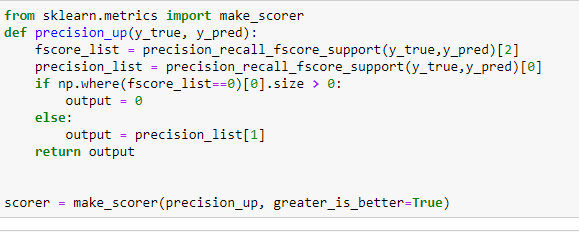 from sklearn.metrics import make_scorer
def precision_up(y_true, y_pred):
    fscore_list = precision_recall_fscore_support(y_true,y_pred)[2]
    precision_list = precision_recall_fscore_support(y_true,y_pred)[0]
    if np.where(fscore_list==0)[0].size > 0:
        output = 0
    else:
        output = precision_list[1]
    return output
scorer = make_scorer(precision_up, greater_is_better=True)